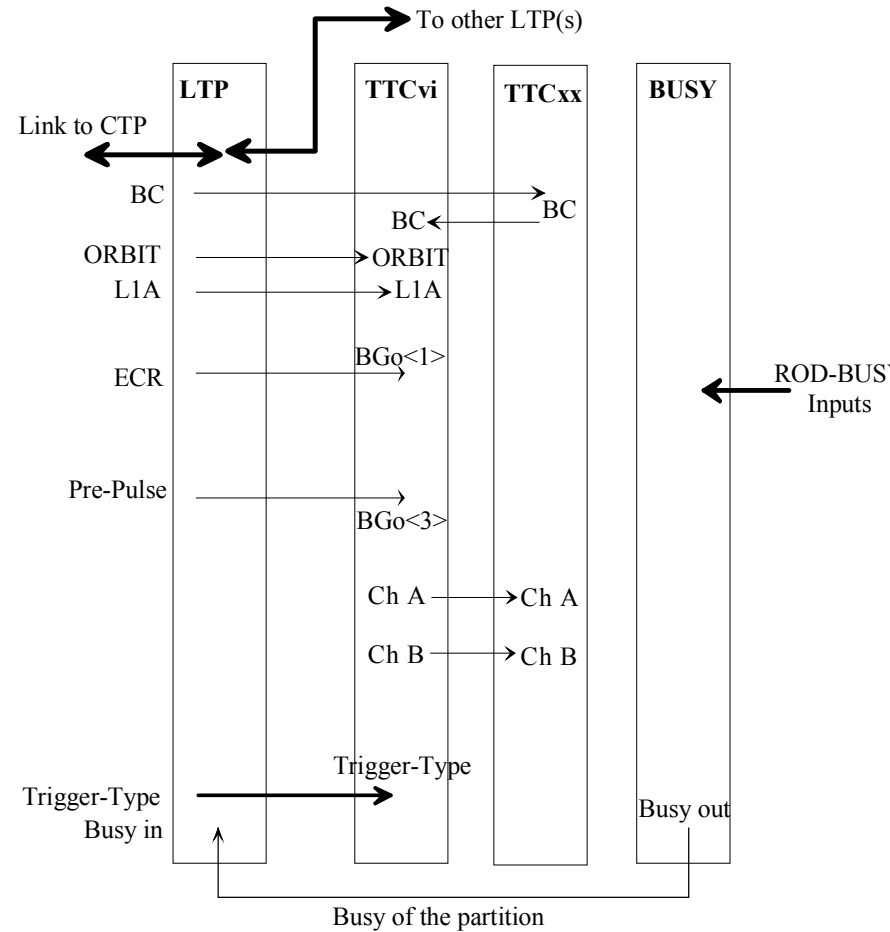 To other LTP(s)
LTP
TTCvi
TTCxx
BUSY
Link to CTP
BC
BC
BC
ORBIT
ORBIT
L1A
L1A
BGo<1>
ECR
ROD-BUSY
Inputs
Pre-Pulse
BGo<3>
Ch A
Ch A
Ch B
Ch B
Trigger-Type
Trigger-Type
Busy out
Busy in
Busy of the partition